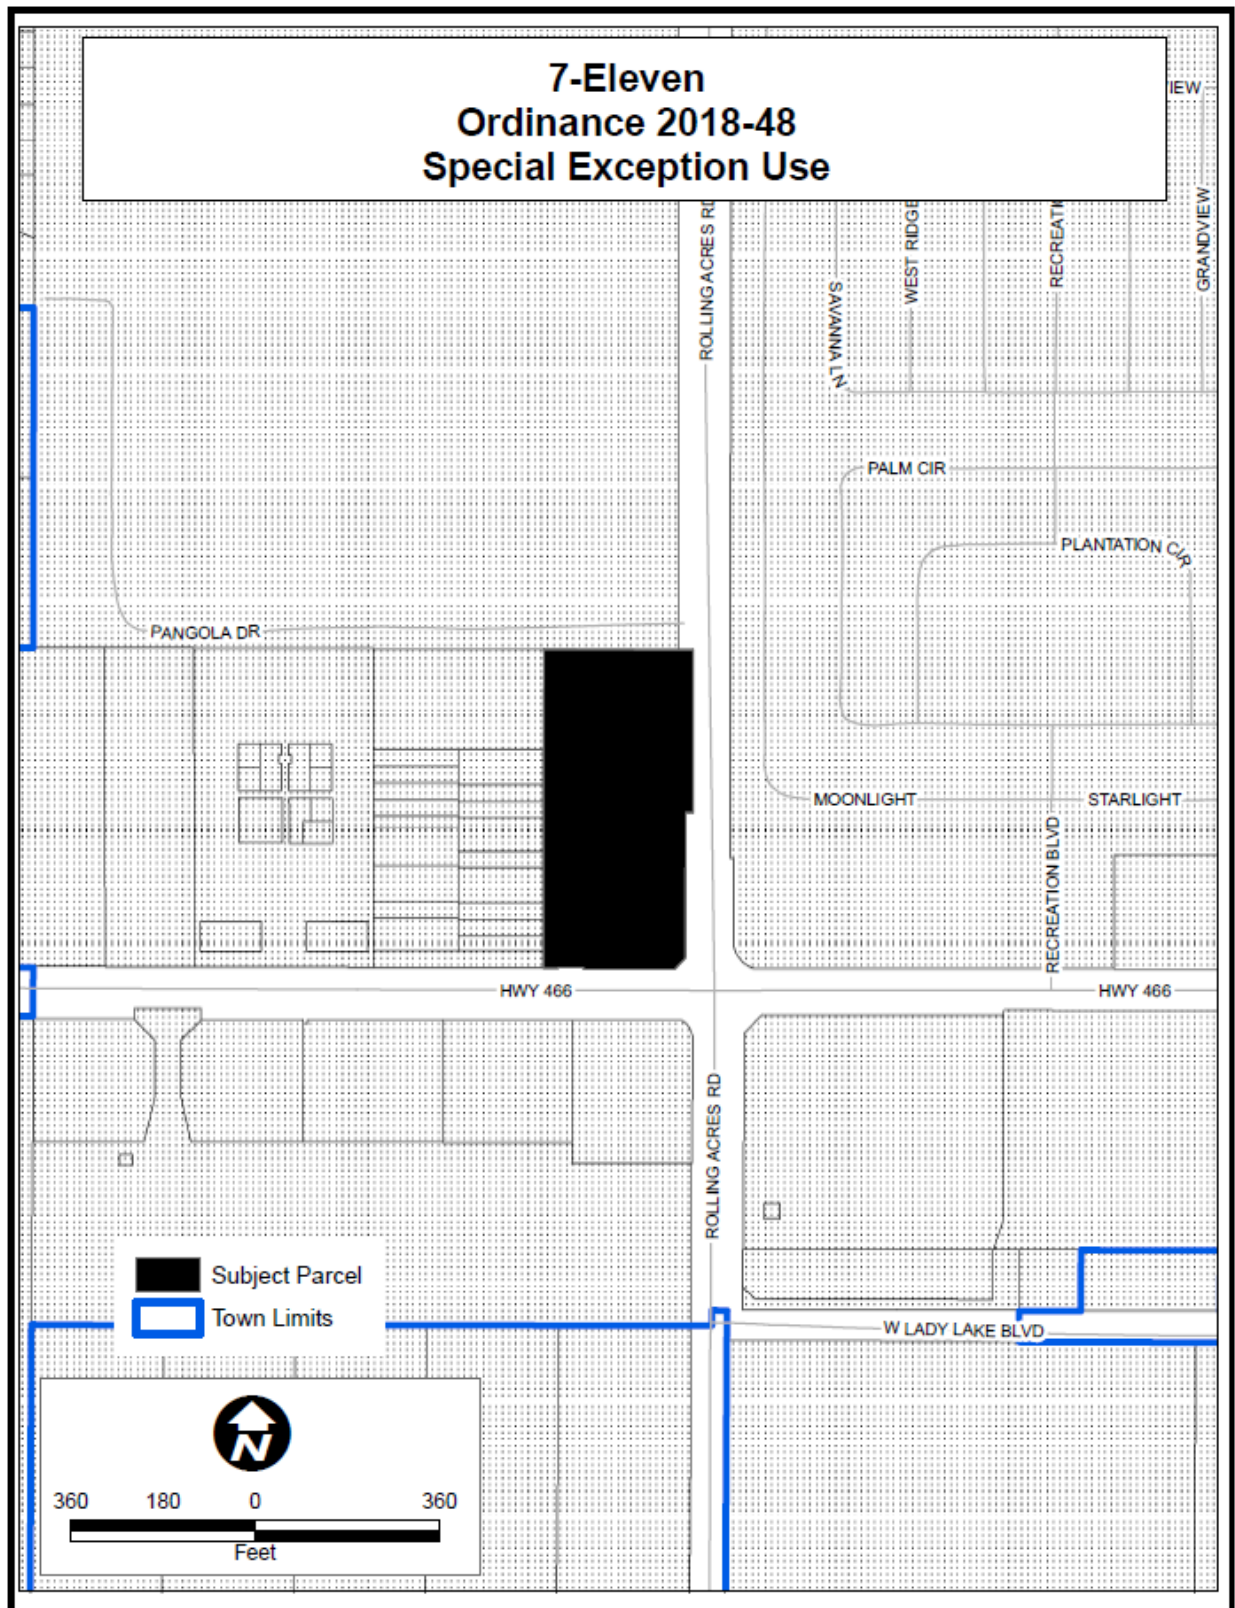 7-Eleven
Ordinance 2018-48
Special Exception Use
IEW
ROLLING ACRES RD
SAVANNA LN
WEST RIDGE
RECREATI
GRANDVIEW
PALM CIR
PLANTATION CIR
PANGOLA DR
MOONLIGHT
STARLIGHT
RECREATION BLVD
HWY 466
HWY 466
ROLLING ACRES RD
Subject Parcel
Town Limits
W LADY LAKE BLVD
N
360 180 0 360
Feet